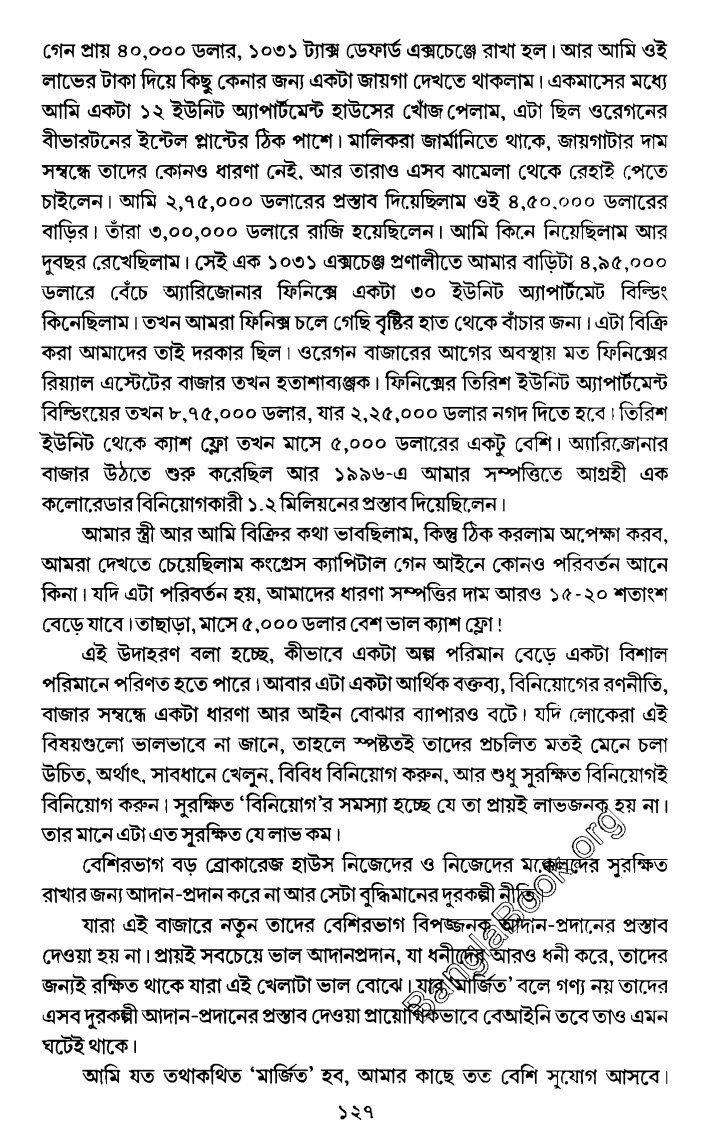 গেন প্রায় ৪০,০০০ ডলার, ১০৩১ ট্যাক্স ডেফার্ড এক্সচেঞ্জে রাখা হল। আর আমি ওই
লাভের টাকা দিয়ে কিছু কেনার জন্য একটা জায়গা দেখতে থাকলাম। একমাসের মধ্যে
আমি একটা ১২ ইউনিট অ্যাপার্টমেন্ট হাউসের খোঁজ পেলাম, এটা ছিল ওরেগনের
বীভারটনের ইন্টেল প্লান্টের ঠিক পাশে। মালিকরা জার্মানিতে থাকে, জায়গাটার দাম
সম্বন্ধে তাদের কোনও ধারণা নেই, আর তারাও এসব ঝামেলা থেকে রেহাই পেতে
চাইলেন। আমি ২,৭৫,০০০ ডলারের প্রস্তাব দিয়েছিলাম ওই ৪,৫০,০০০ ডলারের
বাড়ির। তাঁরা ৩,০০,০০০ ডলারে রাজি হয়েছিলেন। আমি কিনে নিয়েছিলাম আর
দুবছর রেখেছিলাম। সেই এক ১০৩১ এক্সচেঞ্জ প্রণালীতে আমার বাড়িটা ৪,৯৫,০০০
ডলারে বেঁচে অ্যারিজোনার ফিনিক্সে একটা ৩০ ইউনিট অ্যাপার্টমেট বিল্ডিং
কিনেছিলাম। তখন আমরা ফিনিক্স চলে গেছি বৃষ্টির হাত থেকে বাঁচার জন্য। এটা বিক্রি
করা আমাদের তাই দরকার ছিল। ওরেগন বাজারের আগের অবস্থায় মত ফিনিক্সের
রিয়্যাল এস্টেটের বাজার তখন হতাশাব্যঞ্জক। ফিনিক্সের তিরিশ ইউনিট অ্যাপার্টমেন্ট
বিল্ডিংয়ের তখন ৮,৭৫,০০০ ডলার, যার ২,২৫,০০০ ডলার নগদ দিতে হবে। তিরিশ
ইউনিট থেকে ক্যাশ ফ্লো তখন মাসে ৫,০০০ ডলারের একটু বেশি। অ্যারিজোনার
বাজার উঠতে শুরু করেছিল আর ১৯৯৬-এ আমার সম্পত্তিতে আগ্রহী এক
কলোরেডার বিনিয়োগকারী ১.২ মিলিয়নের প্রস্তাব দিয়েছিলেন।
আমার স্ত্রী আর আমি বিক্রির কথা ভাবছিলাম, কিন্তু ঠিক করলাম অপেক্ষা করব,
আমরা দেখতে চেয়েছিলাম কংগ্রেস ক্যাপিটাল গেন আইনে কোনও পরিবর্তন আনে
কিনা। যদি এটা পরিবর্তন হয়, আমাদের ধারণা সম্পত্তির দাম আরও ১৫-২০ শতাংশ
বেড়ে যাবে। তাছাড়া, মাসে ৫,০০০ ডলার বেশ ভাল ক্যাশ ফ্লো!
এই উদাহরণ বলা হচ্ছে, কীভাবে একটা অল্প পরিমান বেড়ে একটা বিশাল
পরিমানে পরিণত হতে পারে। আবার এটা একটা আর্থিক বক্তব্য, বিনিয়োগের রণনীতি,
বাজার সম্বন্ধে একটা ধারণা আর আইন বোঝার ব্যাপারও বটে। যদি লোকেরা এই
বিষয়গুলো ভালভাবে না জানে, তাহলে স্পষ্টতই তাদের প্রচলিত মতই মেনে চলা
উচিত, অর্থাৎ, সাবধানে খেলুন, বিবিধ বিনিয়োগ করুন, আর শুধু সুরক্ষিত বিনিয়োগই
বিনিয়োগ করুন। সুরক্ষিত ‘বিনিয়োগ’র সমস্যা হচ্ছে যে তা প্রায়ই লাভজনক হয় না।
তার মানে এটা এত সুরক্ষিত যে লাভ কম।
বেশিরভাগ বড় ব্রোকারেজ হাউস নিজেদের ও নিজেদের মক্কেলদের সুরক্ষিত
রাখার জন্য আদান-প্রদান করে না আর সেটা বুদ্ধিমানের দূরকল্পী নীতি।
যারা এই বাজারে নতুন তাদের বেশিরভাগ বিপজ্জনক আদান-প্রদানের প্রস্তাব
দেওয়া হয় না। প্রায়ই সবচেয়ে ভাল আদানপ্রদান, যা ধনীদের আরও ধনী করে, তাদের
জন্যই রক্ষিত থাকে যারা এই খেলাটা ভাল বোঝে। যার ‘মার্জিত’ বলে গণ্য নয় তাদের
এসব দূরকল্পী আদান-প্রদানের প্রস্তাব দেওয়া প্রায়োগিকভাবে বেআইনি তবে তাও এমন
ঘটেই থাকে।
আমি যত তথাকথিত ‘মার্জিত’ হব, আমার কাছে তত বেশি সুযোগ আসবে।
১২৭
BanglaBook.org